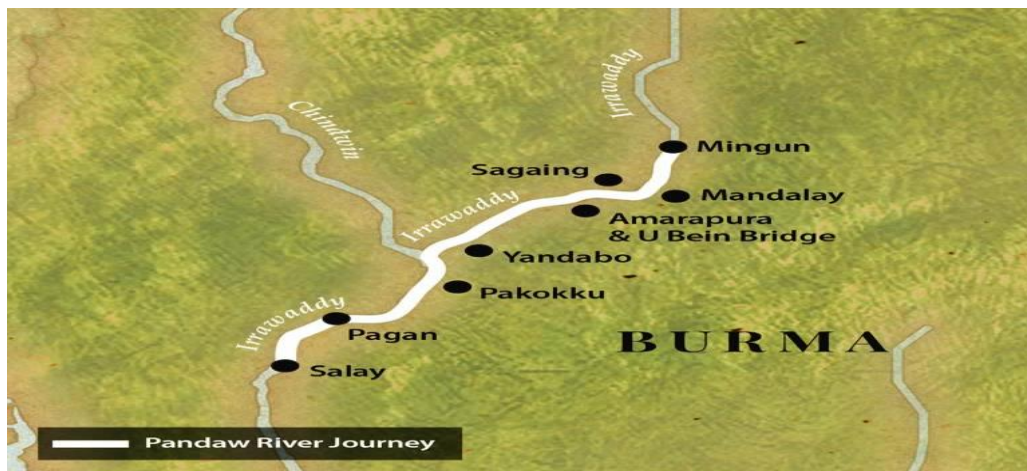 Irrawaddy
Chindwin
Mingun
Sagaing
Mandalay
Irrawaddy
Amarapura
& U Bein Bridge
Yandabo
Pakokku
Irrawaddy
Pagan
BURMA
Salay
Pandaw River Journey